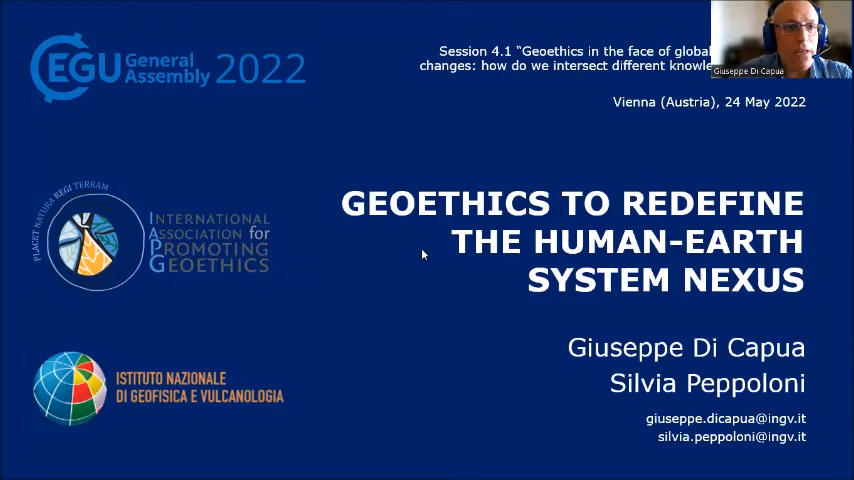 EGU General
Assembly 2022
Session 4.1 “Geoethics in the face of global
changes: how do we intersect different knowle
Giuseppe Di Capua
Vienna (Austria), 24 May 2022
PLACET NATURA REGI TERRAM
INTERNATIONAL
ASSOCIATION for
PROMOTING
GEOETHICS
GEOETHICS TO REDEFINE
THE HUMAN-EARTH
SYSTEM NEXUS
ISTITUTO NAZIONALE
DI GEOFISICA E VULCANOLOGIA
Giuseppe Di Capua
Silvia Peppoloni
giuseppe.dicapua@ingv.it
silvia.peppoloni@ingv.it